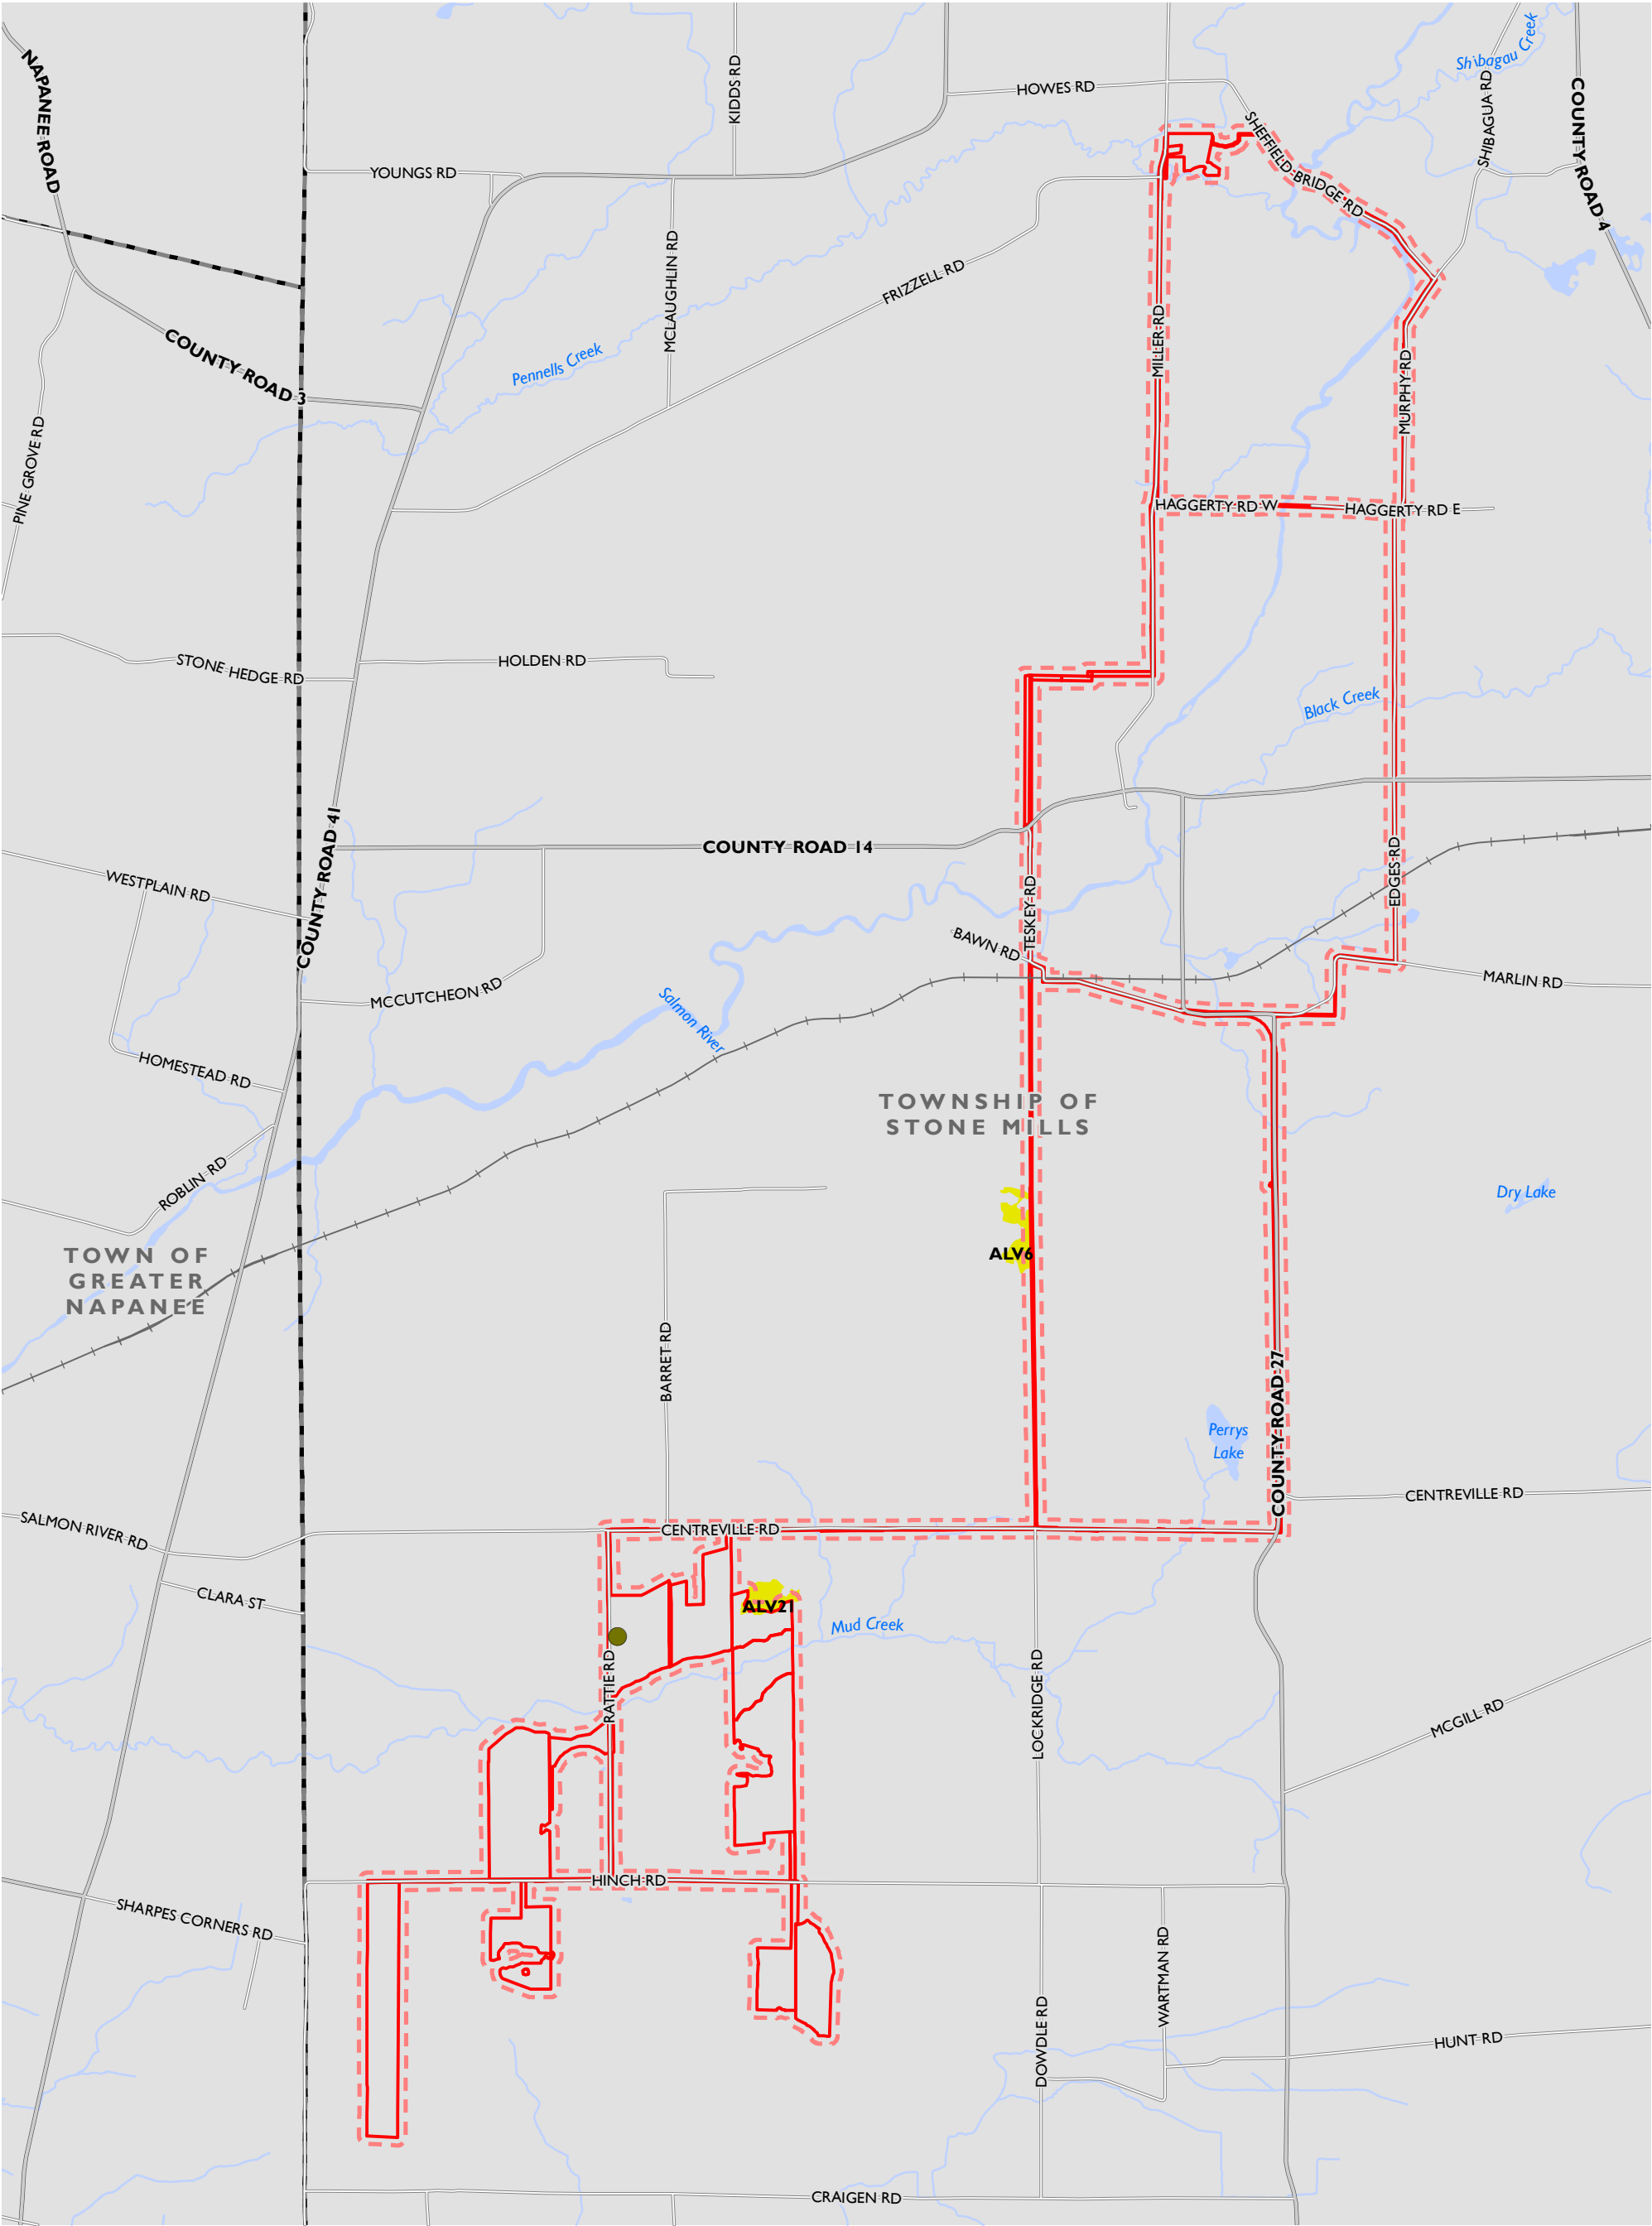 NAPANEE ROAD
KIDDS RD
HOWES RD
Shibagau Creek
SHIBAGUA RD
COUNTY ROAD 4
SHEFFIELD BRIDGE RD
YOUNGS RD
MCLAUGHLIN RD
FRIZZELL RD
MILLER RD
COUNTY ROAD 3
Pennells Creek
MURPHY RD
PINE GROVE RD
HAGGERTY RD W
HAGGERTY RD E
STONE HEDGE RD
HOLDEN RD
Black Creek
COUNTY ROAD 41
COUNTY ROAD 14
WESTPLAIN RD
EDGES RD
TESKEY RD
BAWN RD
MARLIN RD
MCCUTCHEON RD
Salmon River
HOMESTEAD RD
TOWNSHIP OF
STONE MILLS
ROBLIN RD
Dry Lake
TOWN OF
GREATER
NAPANEE
ALV6
BARRET RD
COUNTY ROAD 27
Perrys
Lake
CENTREVILLE RD
SALMON RIVER RD
CENTREVILLE RD
CLARA ST
ALV21
Mud Creek
RATTIE RD
LOCKRIDGE RD
MCGILL RD
HINCH RD
SHARPES CORNERS RD
WARTMAN RD
DOWDLE RD
HUNT RD
CRAIGEN RD